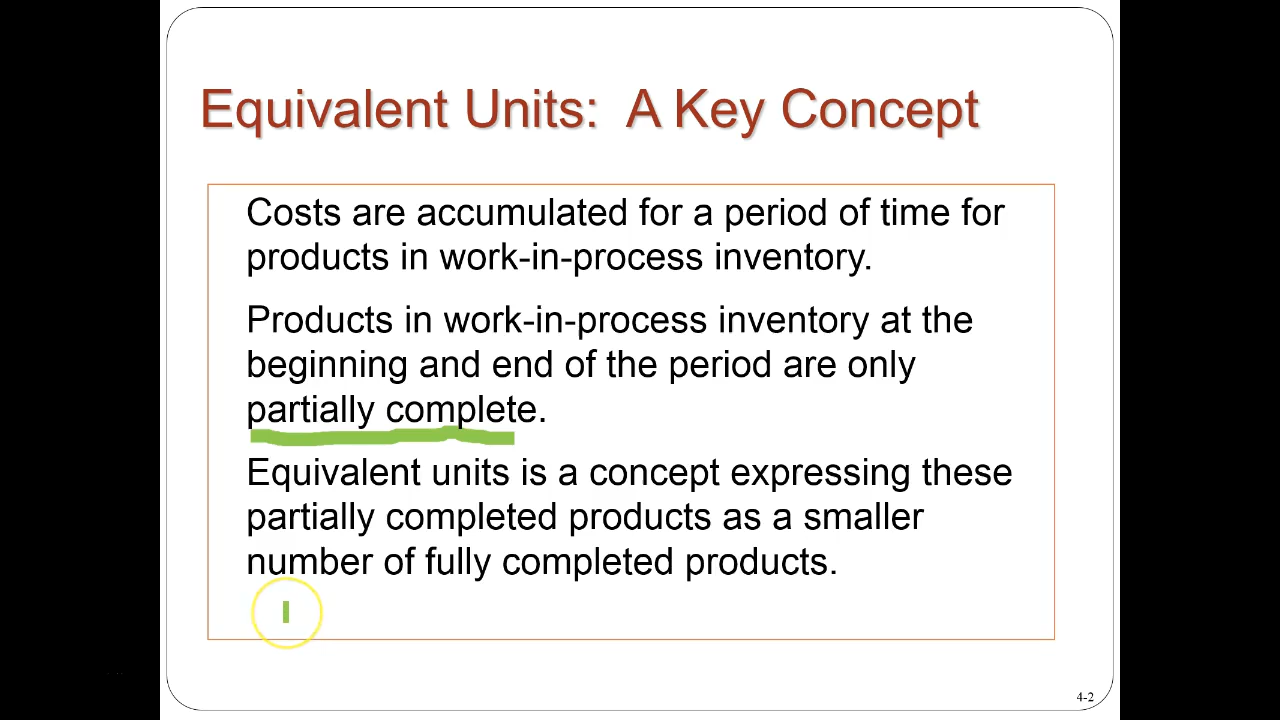 Equivalent Units: A Key Concept
Costs are accumulated for a period of time for
products in work-in-process inventory.
Products in work-in-process inventory at the
beginning and end of the period are only
partially complete.
Equivalent units is a concept expressing these
partially completed products as a smaller
number of fully completed products.
4-2